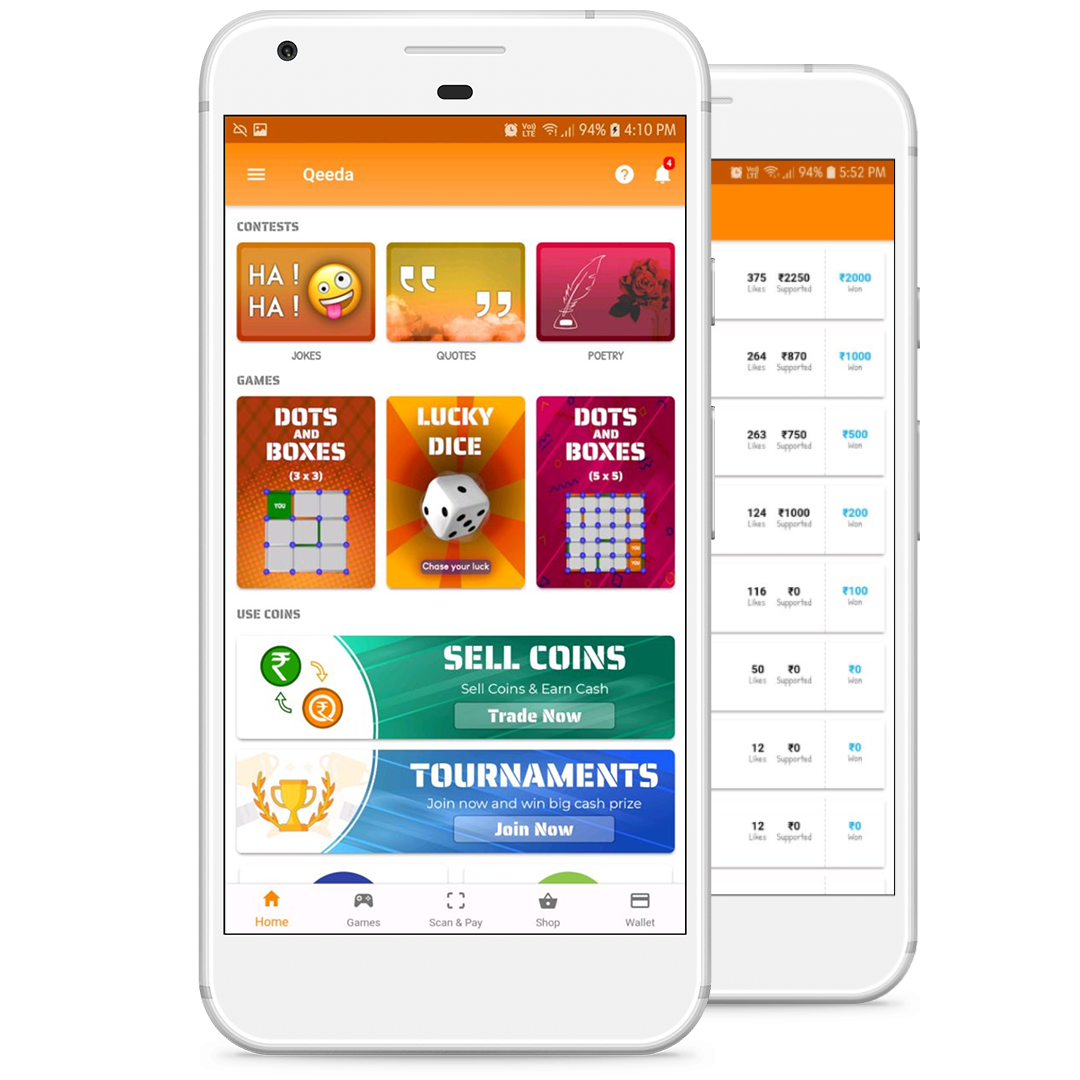 Vo) LTE 94% 4:10 PM
Qeeda
? 4
CONTESTS
HA !
HA !
JOKES QUOTES POETRY
GAMES
DOTS
AND
BOXES
(3 x 3)
YOU
LUCKY
DICE
Chase your luck
DOTS
AND
BOXES
(5 x 5)
YOU
YOU
USE COINS
₹
₹
SELL COINS
Sell Coins & Earn Cash
Trade Now
TOURNAMENTS
Join now and win big cash prize
Join Now
Home Games Scan & Pay Shop Wallet
Vo) LTE 94% 5:52 PM
375 ₹2250 ₹2000
Likes Supported Won
264 ₹870 ₹1000
Likes Supported Won
263 ₹750 ₹500
Likes Supported Won
124 ₹1000 ₹200
Likes Supported Won
116 ₹0 ₹100
Likes Supported Won
50 ₹0 ₹0
Likes Supported Won
12 ₹0 ₹0
Likes Supported Won
12 ₹0 ₹0
Likes Supported Won